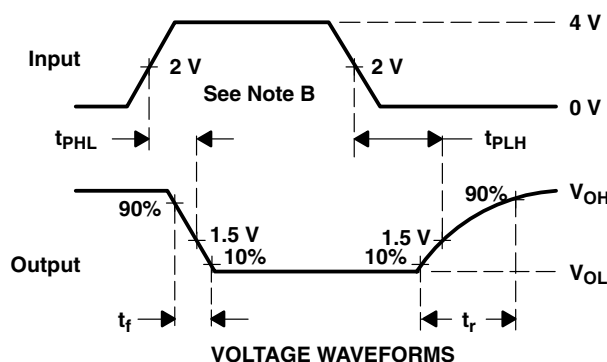 4 V
Input
2 V
2 V
See Note B
0 V
tPHL
tPLH
90%
90%
VOH
1.5 V
1.5 V
10%
10%
Output
VOL
tf
tr
VOLTAGE WAVEFORMS